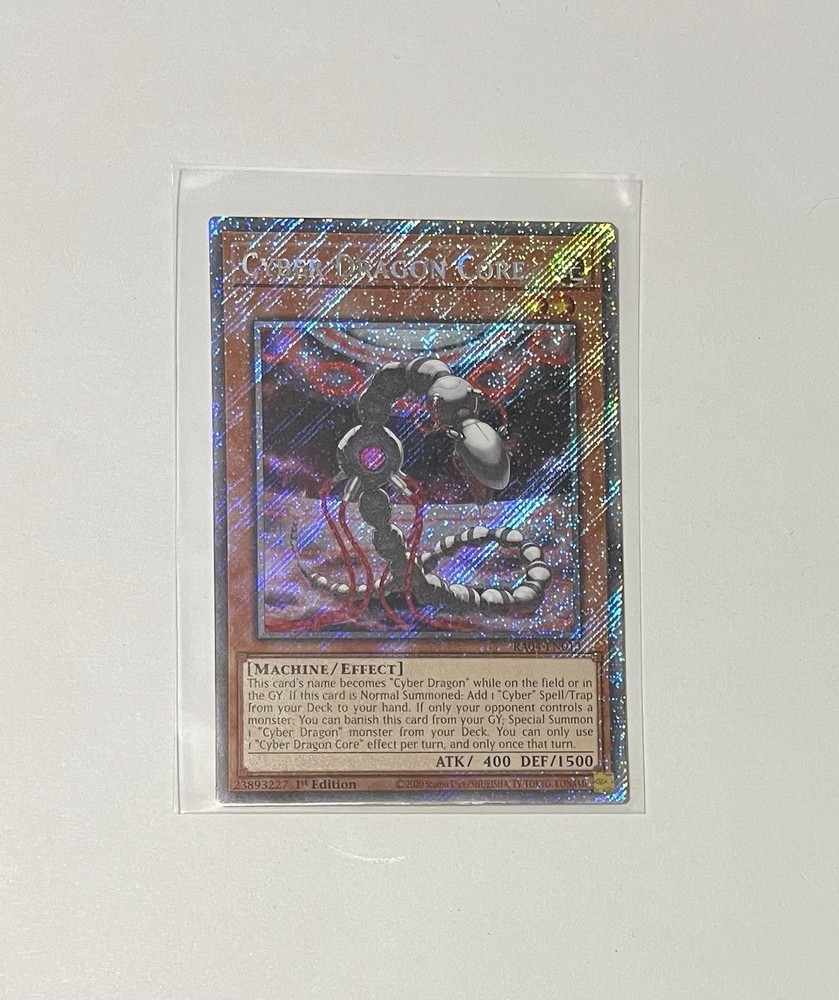 CYBER DRAGON CORE
RA04-EN013
[MACHINE/EFFECT]
This card's name becomes "Cyber Dragon" while on the field or in
the GY. If this card is Normal Summoned: Add 1 "Cyber" Spell/Trap
from your Deck to your hand. If only your opponent controls a
monster: You can banish this card from your GY; Special Summon
1 "Cyber Dragon" monster from your Deck. You can only use
1 "Cyber Dragon Core" effect per turn, and only once that turn.
ATK/ 400 DEF/1500
23893227 1st Edition ©2020 Studio Dice/SHUEISHA, TV TOKYO, KONAMI